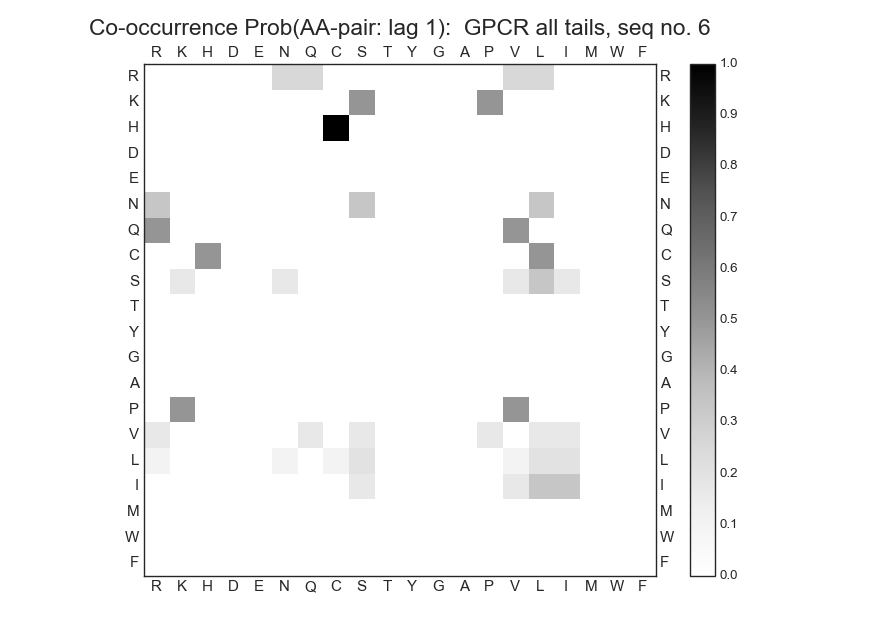 Co-occurrence Prob(AA-pair: lag 1):  GPCR all tails, seq no. 6
R K H D E N Q C S T Y G A P V L I M W F
R R
K K
H H
D D
E E
N N
Q Q
C C
S S
T T
Y Y
G G
A A
P P
V V
L L
I I
M M
W W
F F
R K H D E N Q C S T Y G A P V L I M W F
1.0
0.9
0.8
0.7
0.6
0.5
0.4
0.3
0.2
0.1
0.0